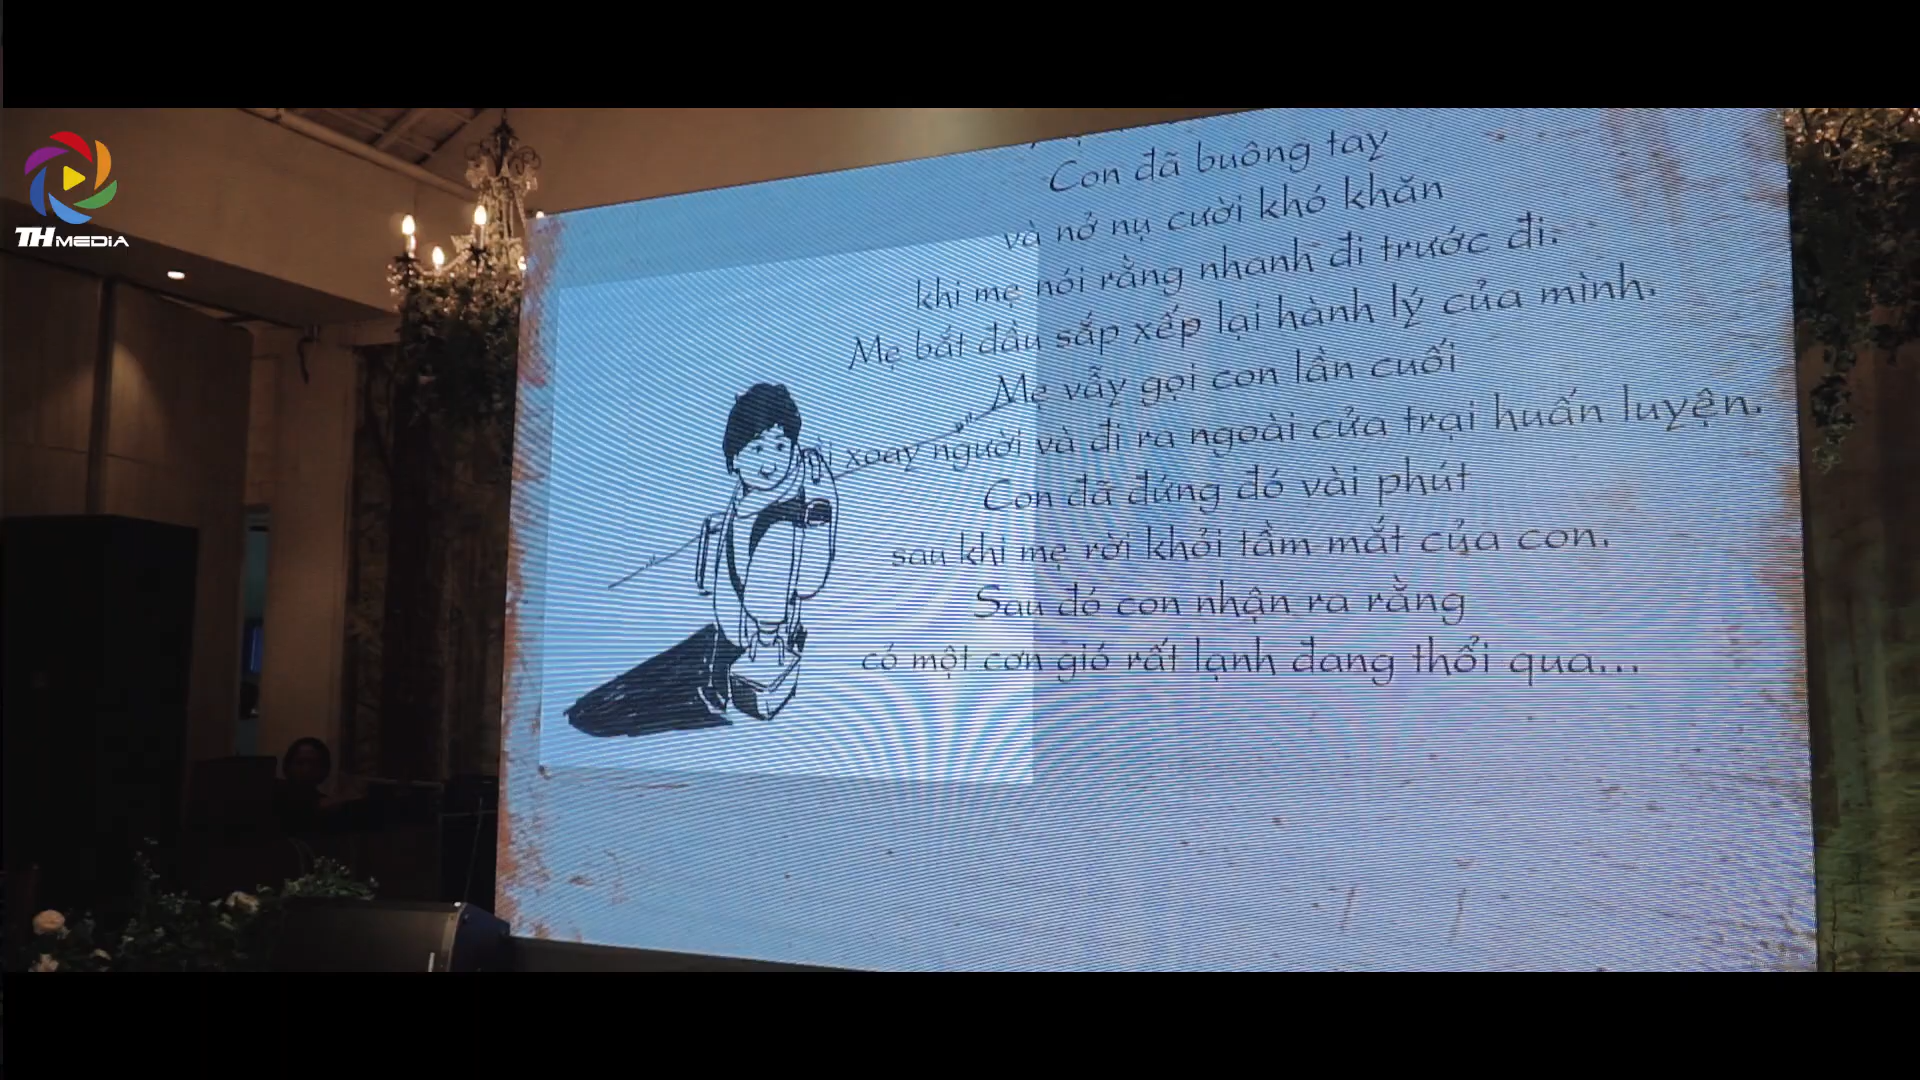 TH MEDIA
Con đã buông tay
và nở nụ cười khó khăn
khi mẹ nói rằng nhanh đi trước đi.
Mẹ bắt đầu sắp xếp lại hành lý của mình.
Mẹ vẫy gọi con lần cuối
xoay người và đi ra ngoài cửa trại huấn luyện.
Con đã đứng đó vài phút
sau khi mẹ rời khỏi tầm mắt của con.
Sau đó con nhận ra rằng
có một cơn gió rất lạnh đang thổi qua...